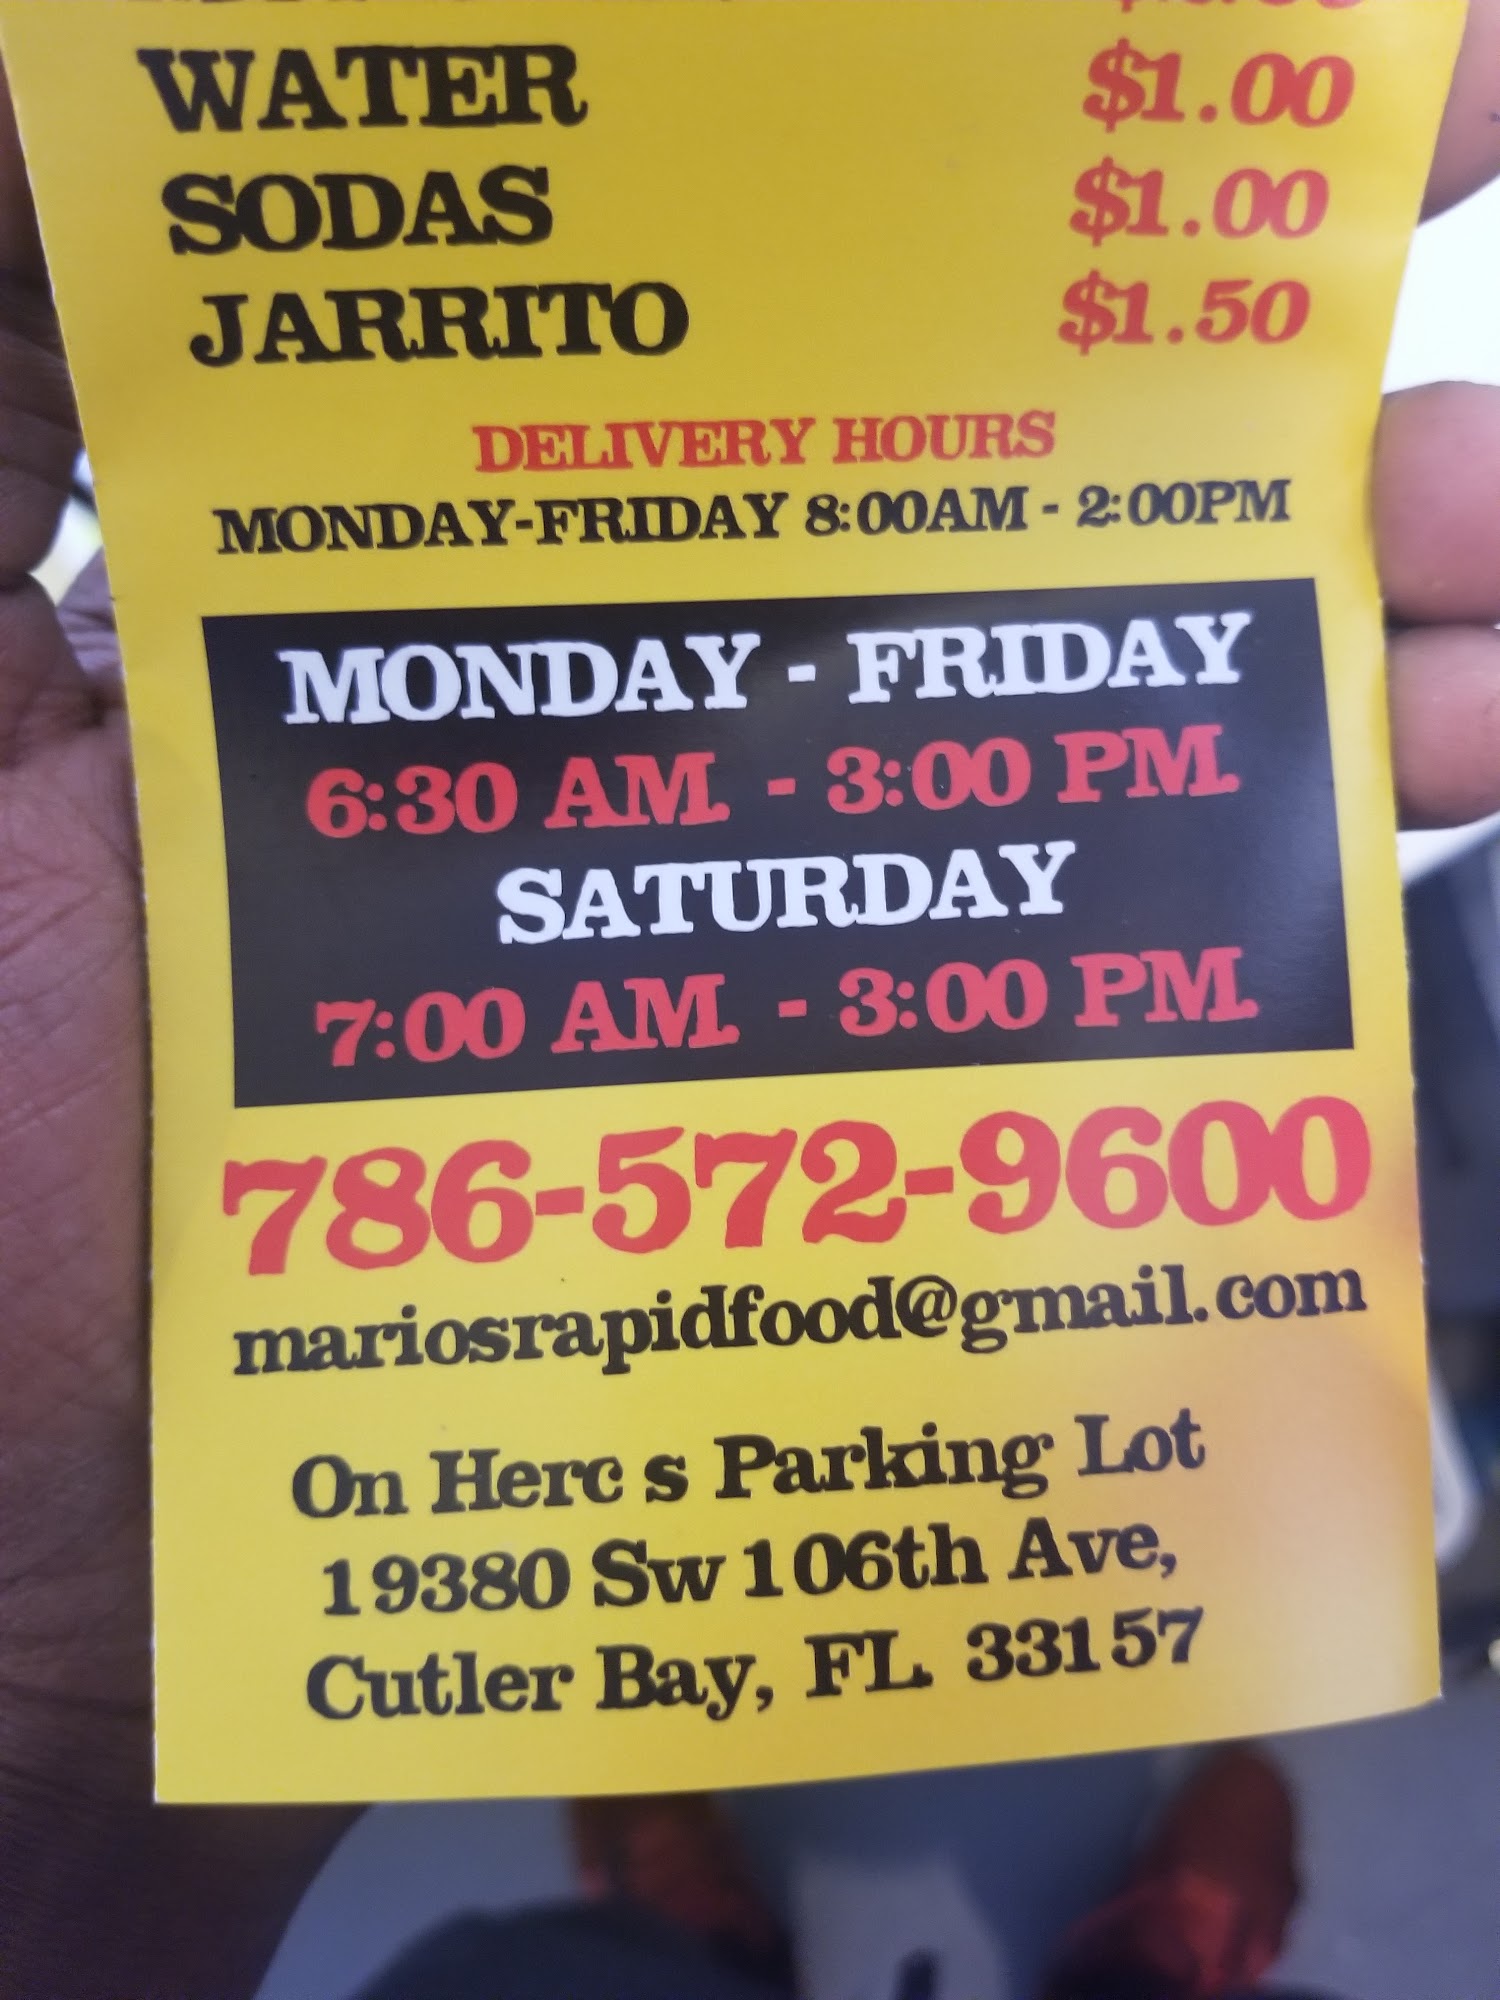 WATER $1.00
SODAS $1.00
JARRITO $1.50
DELIVERY HOURS
MONDAY-FRIDAY 8:00AM - 2:00PM
MONDAY - FRIDAY
6:30 AM. - 3:00 PM.
SATURDAY
7:00 AM. - 3:00 PM.
786-572-9600
mariosrapidfood@gmail.com
On Herc s Parking Lot
19380 Sw 106th Ave,
Cutler Bay, FL. 33157